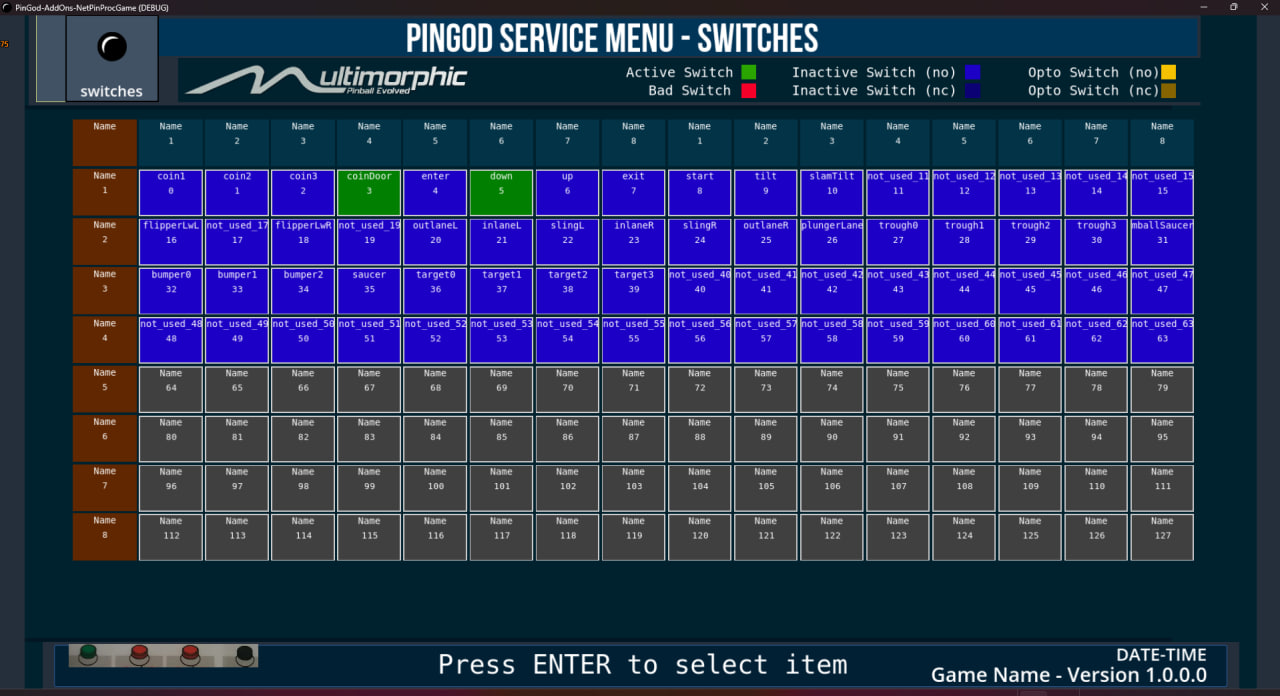 PinGod-AddOns-NetPinProcGame (DEBUG)
75
switches
PINGOD SERVICE MENU - SWITCHES
multimorphic
Pinball Evolved
Active Switch Inactive Switch (no) Opto Switch (no)
Bad Switch Inactive Switch (nc) Opto Switch (nc)
Name Name Name Name Name Name Name Name Name Name Name Name Name Name Name Name Name
1 2 3 4 5 6 7 8 1 2 3 4 5 6 7 8
Name coin1 coin2 coin3 coinDoor enter down up exit start tilt slamTilt not_used_11 not_used_12 not_used_13 not_used_14 not_used_15
1 0 1 2 3 4 5 6 7 8 9 10 11 12 13 14 15
Name flipperLwL not_used_17 flipperLwR not_used_19 outlaneL inlaneL slingL inlaneR slingR outlaneR plungerLane trough0 trough1 trough2 trough3 mballSaucer
2 16 17 18 19 20 21 22 23 24 25 26 27 28 29 30 31
Name bumper0 bumper1 bumper2 saucer target0 target1 target2 target3 not_used_40 not_used_41 not_used_42 not_used_43 not_used_44 not_used_45 not_used_46 not_used_47
3 32 33 34 35 36 37 38 39 40 41 42 43 44 45 46 47
Name not_used_48 not_used_49 not_used_50 not_used_51 not_used_52 not_used_53 not_used_54 not_used_55 not_used_56 not_used_57 not_used_58 not_used_59 not_used_60 not_used_61 not_used_62 not_used_63
4 48 49 50 51 52 53 54 55 56 57 58 59 60 61 62 63
Name Name Name Name Name Name Name Name Name Name Name Name Name Name Name Name Name
5 64 65 66 67 68 69 70 71 72 73 74 75 76 77 78 79
Name Name Name Name Name Name Name Name Name Name Name Name Name Name Name Name Name
6 80 81 82 83 84 85 86 87 88 89 90 91 92 93 94 95
Name Name Name Name Name Name Name Name Name Name Name Name Name Name Name Name Name
7 96 97 98 99 100 101 102 103 104 105 106 107 108 109 110 111
Name Name Name Name Name Name Name Name Name Name Name Name Name Name Name Name Name
8 112 113 114 115 116 117 118 119 120 121 122 123 124 125 126 127
Press ENTER to select item
DATE-TIME
Game Name - Version 1.0.0.0